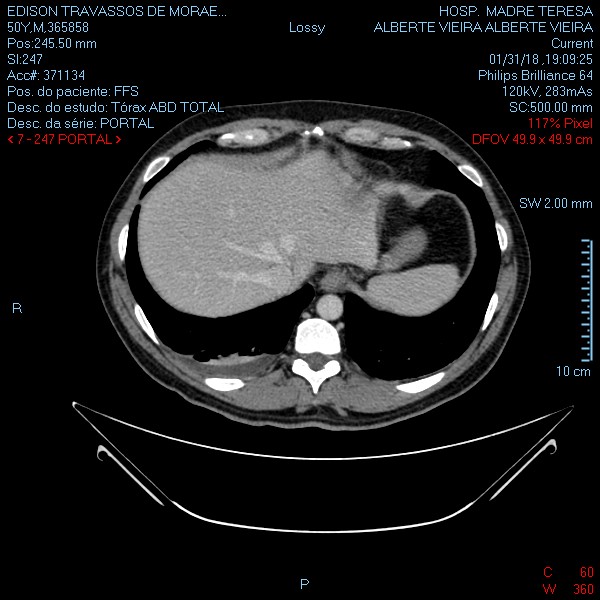 EDISON TRAVASSOS DE MORAE...
50Y,M,365858
Pos:245.50 mm
Sl:247
Acc#: 371134
Pos. do paciente: FFS
Desc. do estudo: Tórax ABD TOTAL
Desc. da série: PORTAL
< 7 - 247 PORTAL >
Lossy
HOSP. MADRE TERESA
ALBERTE VIEIRA ALBERTE VIEIRA
Current
01/31/18 ,19:09:25
Philips Brilliance 64
120kV, 283mAs
SC:500.00 mm
117% Pixel
DFOV 49.9 x 49.9 cm
SW 2.00 mm
R
10 cm
P
C 60
W 360